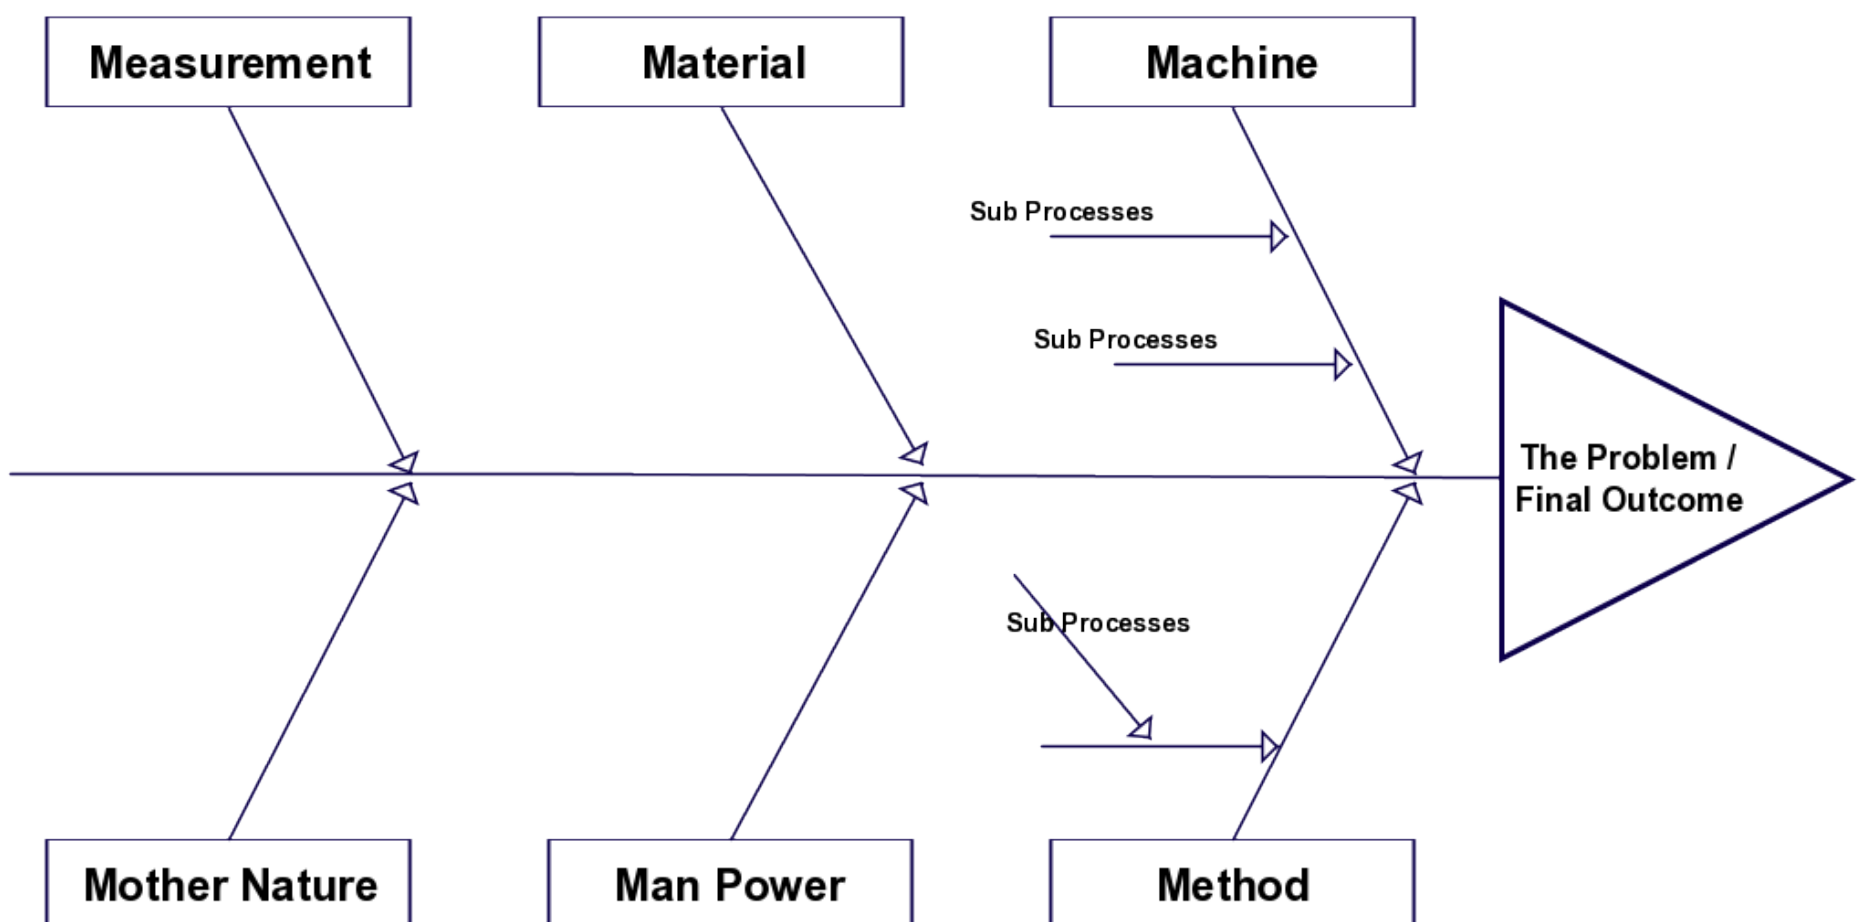 Measurement
Material
Machine
Sub Processes
Sub Processes
The Problem /
Final Outcome
Sub Processes
Mother Nature
Man Power
Method